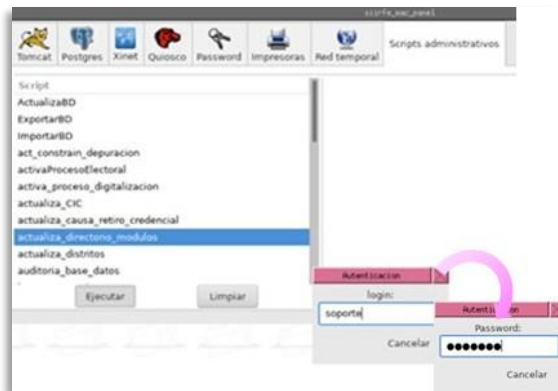 scirfe_mac_panel
Tomcat Postgres Xinet Quiosco Password Impresoras Red temporal Scripts administrativos
Script
ActualizaBD
ExportarBD
ImportarBD
act_constrain_depuracion
activaProcesoElectoral
activa_proceso_digitalizacion
actualiza_CIC
actualiza_causa_retiro_credencial
actualiza_directorio_modulos
actualiza_distritos
auditoria_base_datos
Ejecutar Limpiar
Autenticacion
login:
soporte
Cancelar
Password:
Cancelar